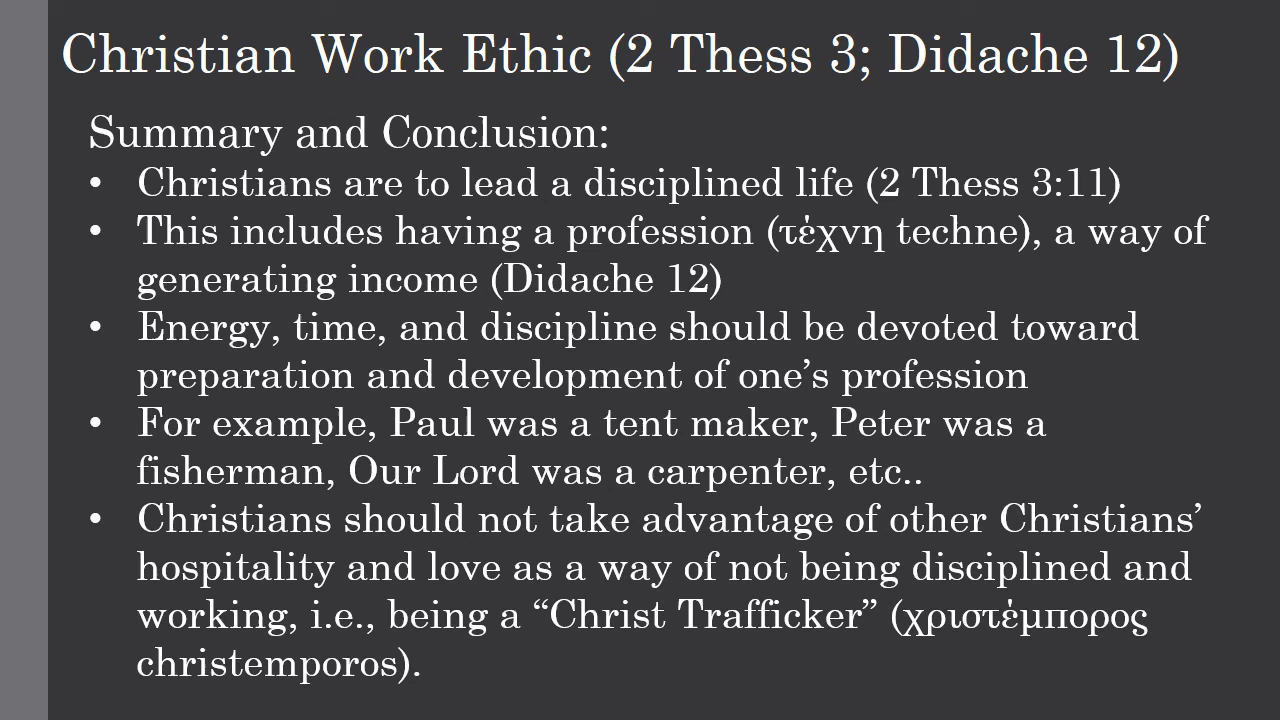 Christian Work Ethic (2 Thess 3; Didache 12)
Summary and Conclusion:
• Christians are to lead a disciplined life (2 Thess 3:11)
• This includes having a profession (τέχνη techne), a way of
generating income (Didache 12)
• Energy, time, and discipline should be devoted toward
preparation and development of one’s profession
• For example, Paul was a tent maker, Peter was a
fisherman, Our Lord was a carpenter, etc..
• Christians should not take advantage of other Christians’
hospitality and love as a way of not being disciplined and
working, i.e., being a “Christ Trafficker” (χριστέμπορος
christemporos).